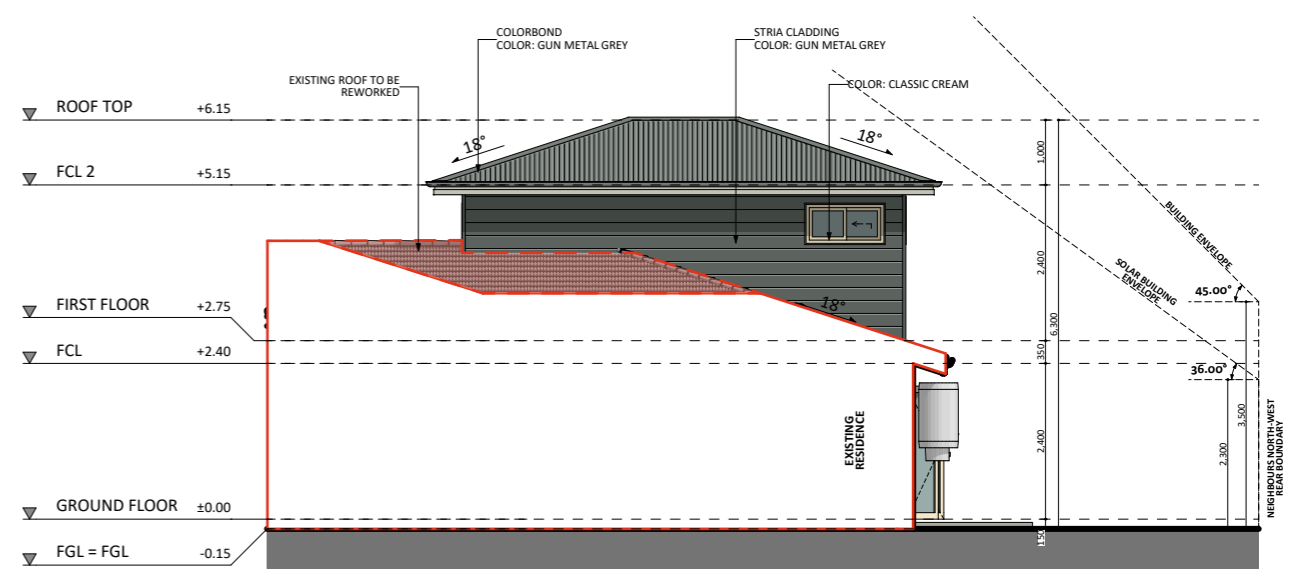 COLORBOND
COLOR: GUN METAL GREY
STRIA CLADDING
COLOR: GUN METAL GREY
EXISTING ROOF TO BE
REWORKED
COLOR: CLASSIC CREAM
ROOF TOP +6.15
18°
18°
1,000
FCL 2 +5.15
BUILDING ENVELOPE
2,400
SOLAR BUILDING
ENVELOPE
45.00°
FIRST FLOOR +2.75
18°
6,300
350
FCL +2.40
36.00°
EXISTING
RESIDENCE
2,400
2,300
3,500
NEIGHBOURS NORTH-WEST
REAR BOUNDARY
GROUND FLOOR ±0.00
150
FGL = FGL -0.15